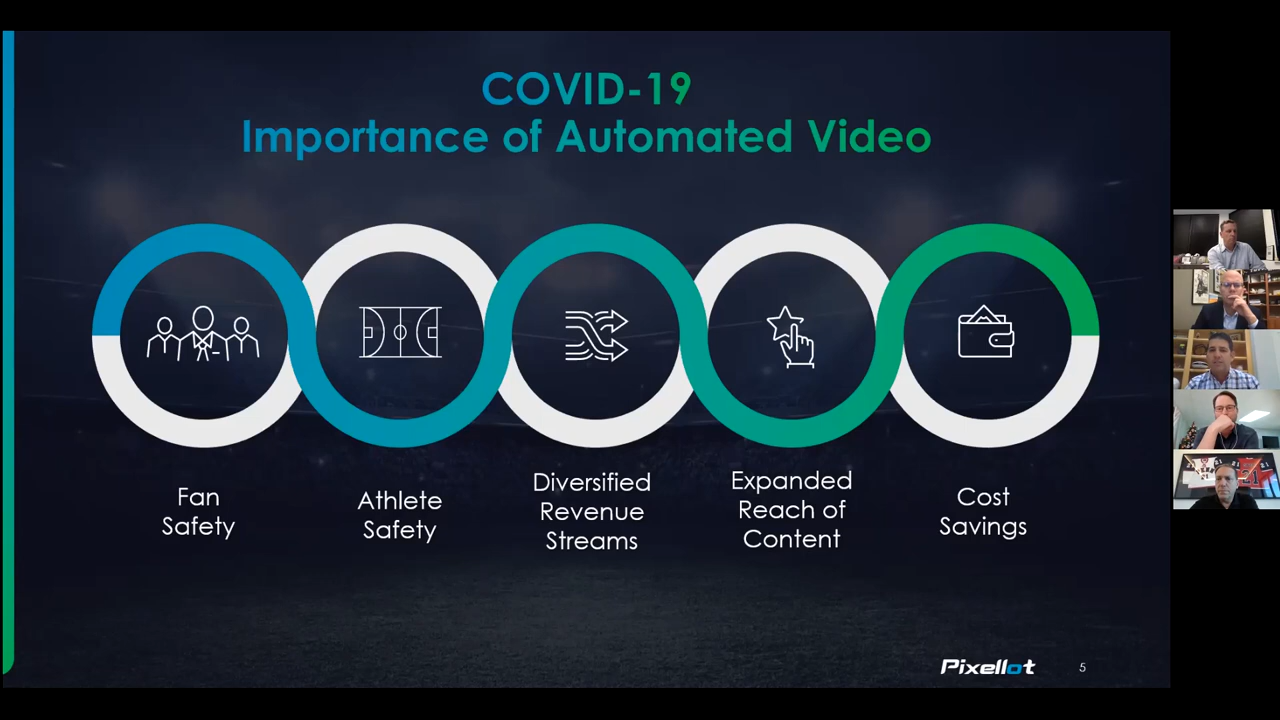 COVID-19
Importance of Automated Video
Fan
Safety
Athlete
Safety
Diversified
Revenue
Streams
Expanded
Reach of
Content
Cost
Savings
Pixellot
5
21